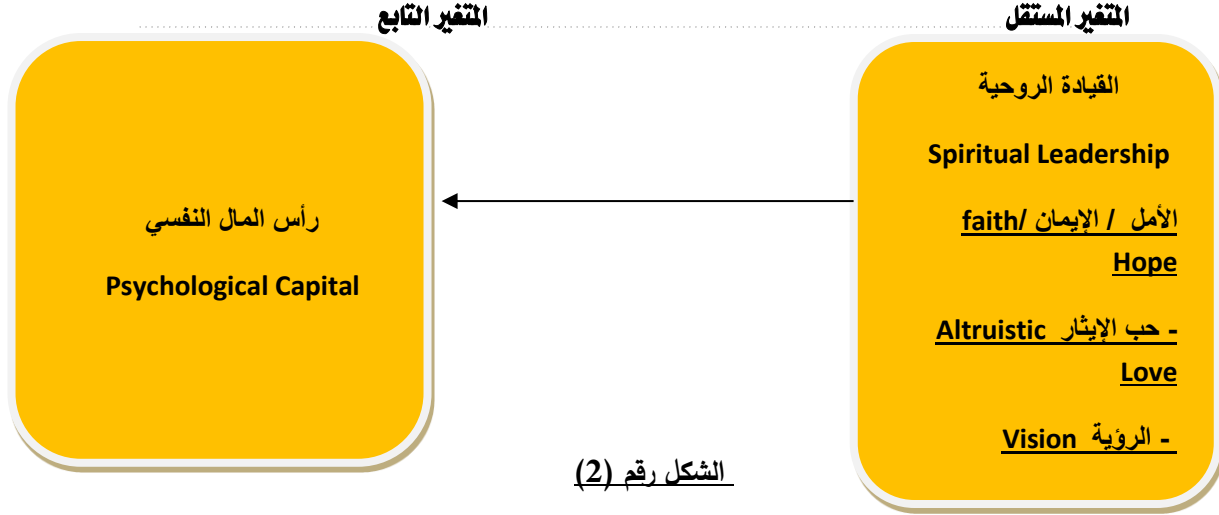 المتغير المستقل
المتغير التابع
القيادة الروحية
Spiritual Leadership
الأمل / الإيمان /faith
Hope
- حب الإيثار Altruistic
Love
- الرؤية Vision
رأس المال النفسي
Psychological Capital
الشكل رقم (2)